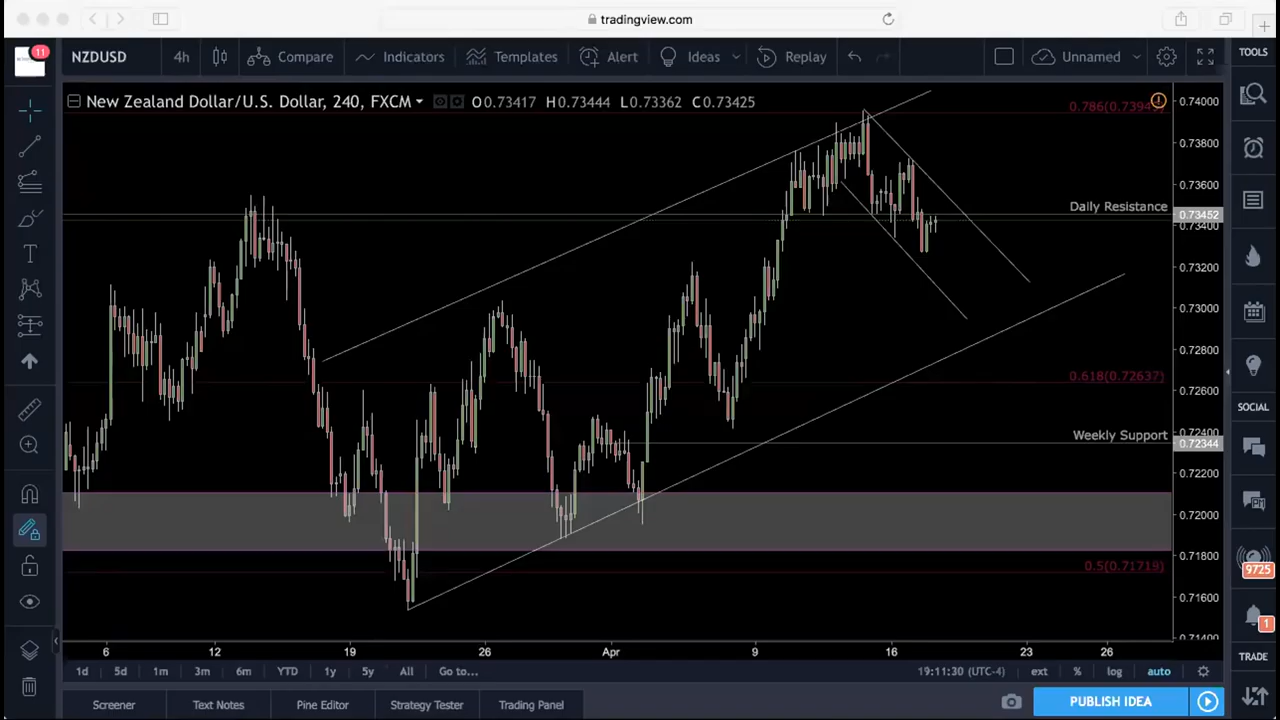 tradingview.com
11
NZDUSD 4h Compare Indicators Templates Alert Ideas Replay Unnamed
TOOLS
New Zealand Dollar/U.S. Dollar, 240, FXCM O0.73417 H0.73444 L0.73362 C0.73425
0.74000
0.73800
0.73600
Daily Resistance
0.73452
0.73400
0.73200
0.73000
0.72800
0.618(0.72637)
0.72600
SOCIAL
Weekly Support
0.72400
0.72344
0.72200
0.72000
0.71800
0.5(0.71719)
9725
0.71600
1
0.71400
6 12 19 26 Apr 9 16 23 26
TRADE
1d 5d 1m 3m 6m YTD 1y 5y All Go to... 19:11:30 (UTC-4) ext % log auto
Screener Text Notes Pine Editor Strategy Tester Trading Panel PUBLISH IDEA